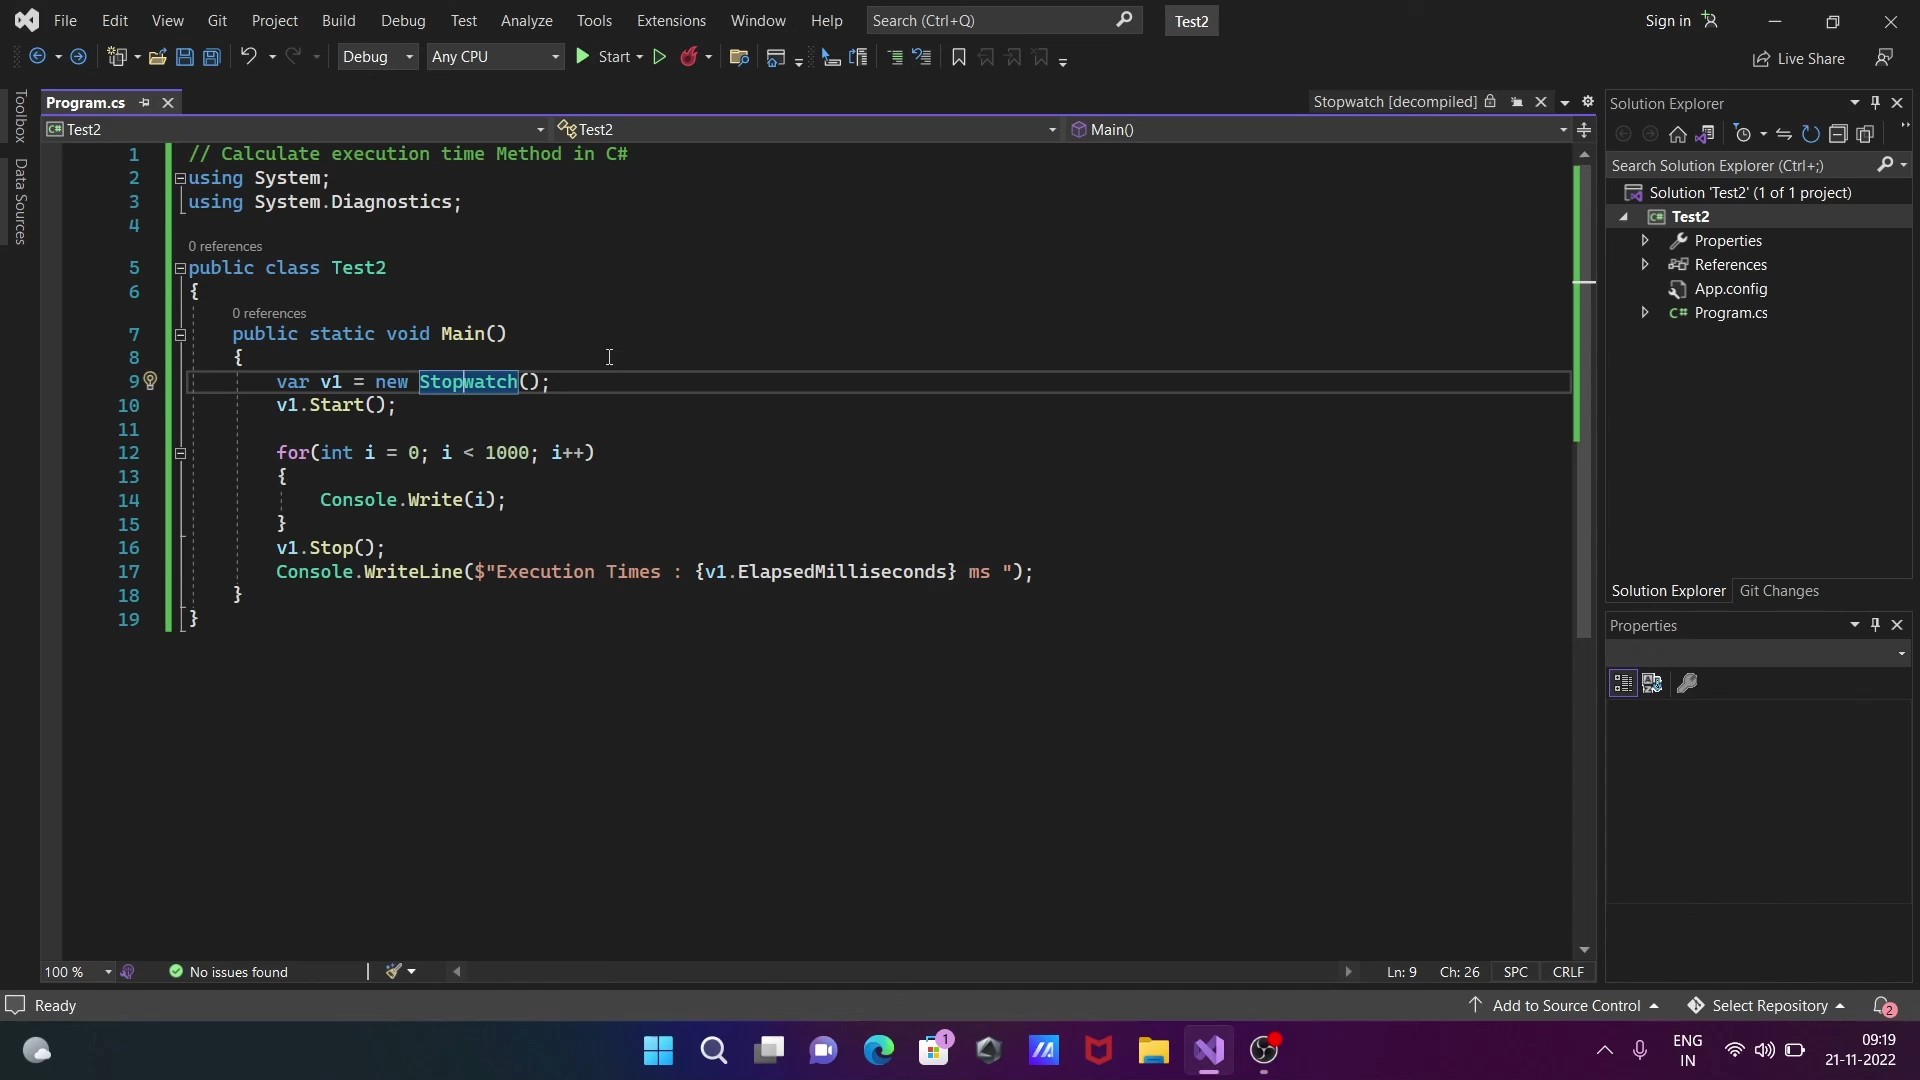 File Edit View Git Project Build Debug Test Analyze Tools Extensions Window Help Search (Ctrl+Q) Test2 Sign in
Debug Any CPU Start Live Share
Toolbox
Data Sources
Program.cs Stopwatch [decompiled]
C# Test2 Test2 Main()
1 // Calculate execution time Method in C#
2 using System;
3 using System.Diagnostics;
4
0 references
5 public class Test2
6 {
0 references
7 public static void Main()
8 {
9 var v1 = new Stopwatch();
10 v1.Start();
11
12 for(int i = 0; i < 1000; i++)
13 {
14 Console.Write(i);
15 }
16 v1.Stop();
17 Console.WriteLine($"Execution Times : {v1.ElapsedMilliseconds} ms ");
18 }
19 }
100 % No issues found Ln: 9 Ch: 26 SPC CRLF
Solution Explorer
Search Solution Explorer (Ctrl+;)
Solution 'Test2' (1 of 1 project)
C# Test2
Properties
References
App.config
C# Program.cs
Solution Explorer Git Changes
Properties
Ready Add to Source Control Select Repository 2
1 ENG
IN
09:19
21-11-2022